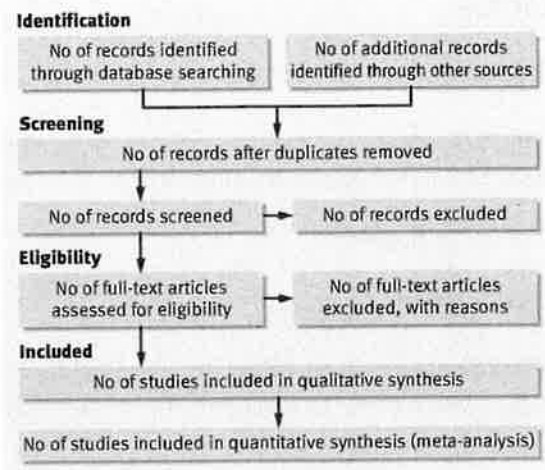 Identification
No of records identified
through database searching
No of additional records
identified through other sources
Screening
No of records after duplicates removed
No of records screened
No of records excluded
Eligibility
No of full-text articles
assessed for eligibility
No of full-text articles
excluded, with reasons
Included
No of studies included in qualitative synthesis
No of studies included in quantitative synthesis (meta-analysis)